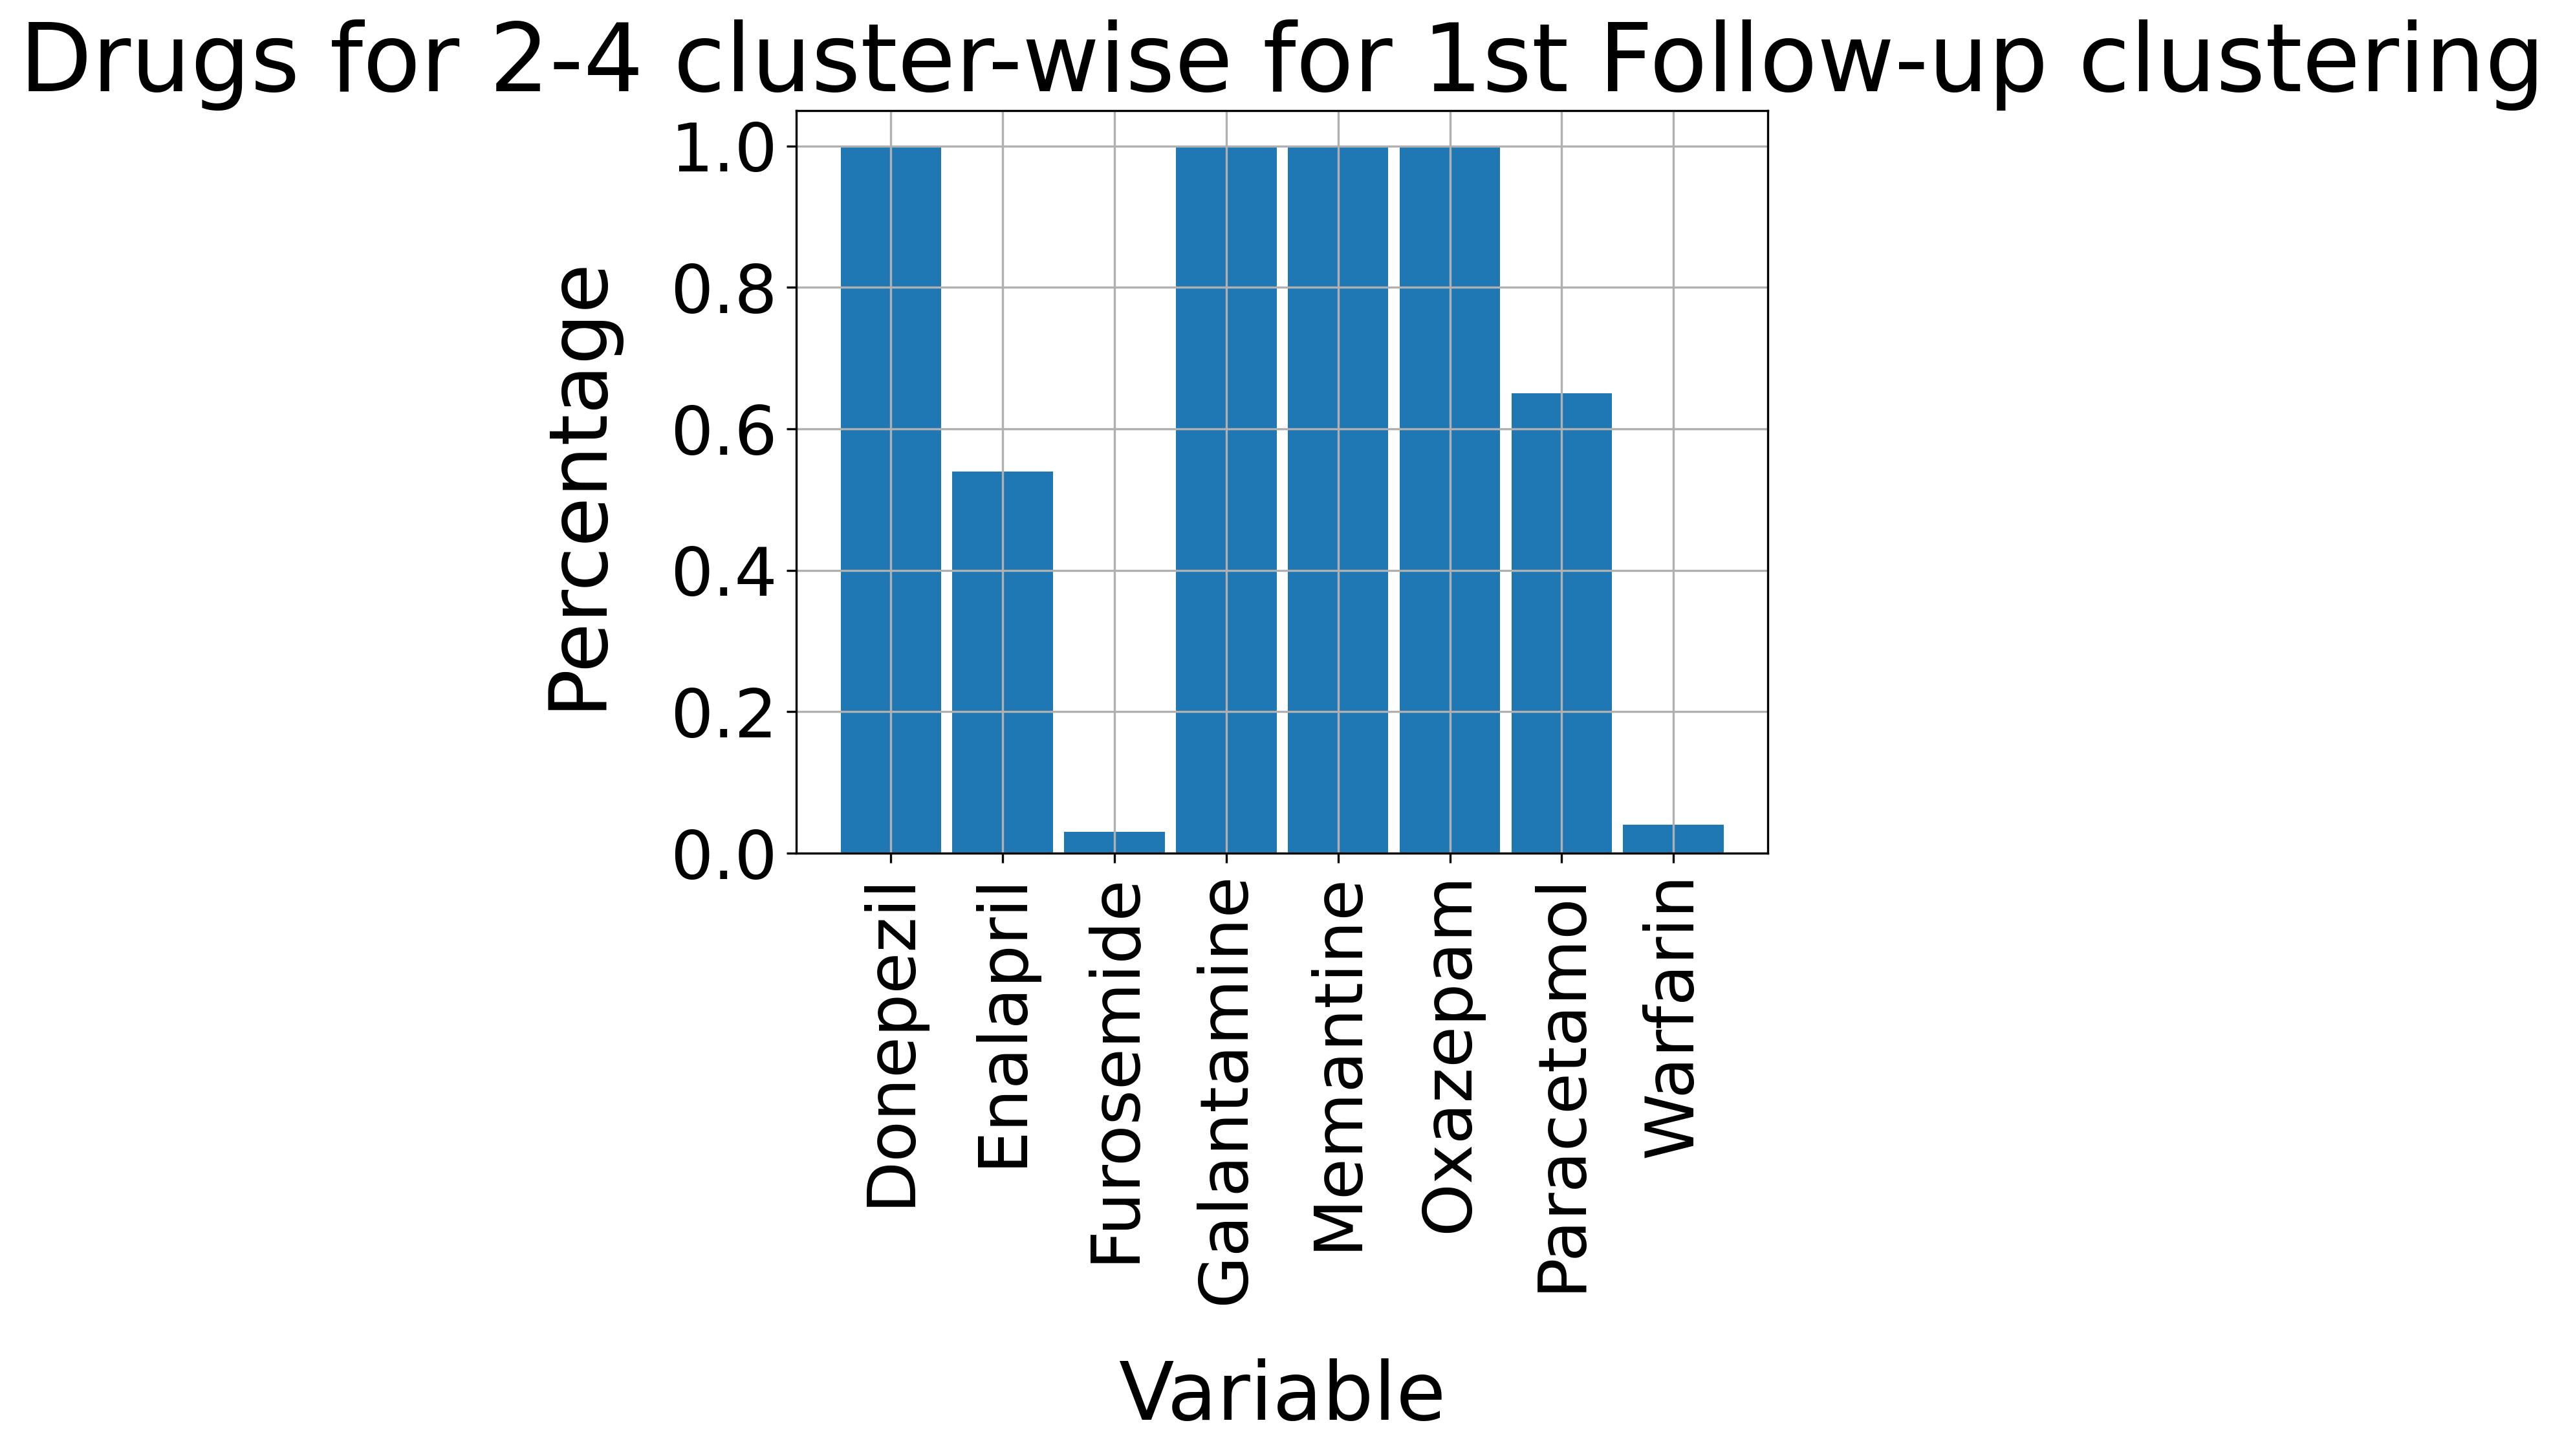 Drugs for 2-4 cluster-wise for 1st Follow-up clustering
Percentage
1.0
0.8
0.6
0.4
0.2
0.0
Donepezil
Enalapril
Furosemide
Galantamine
Memantine
Oxazepam
Paracetamol
Warfarin
Variable